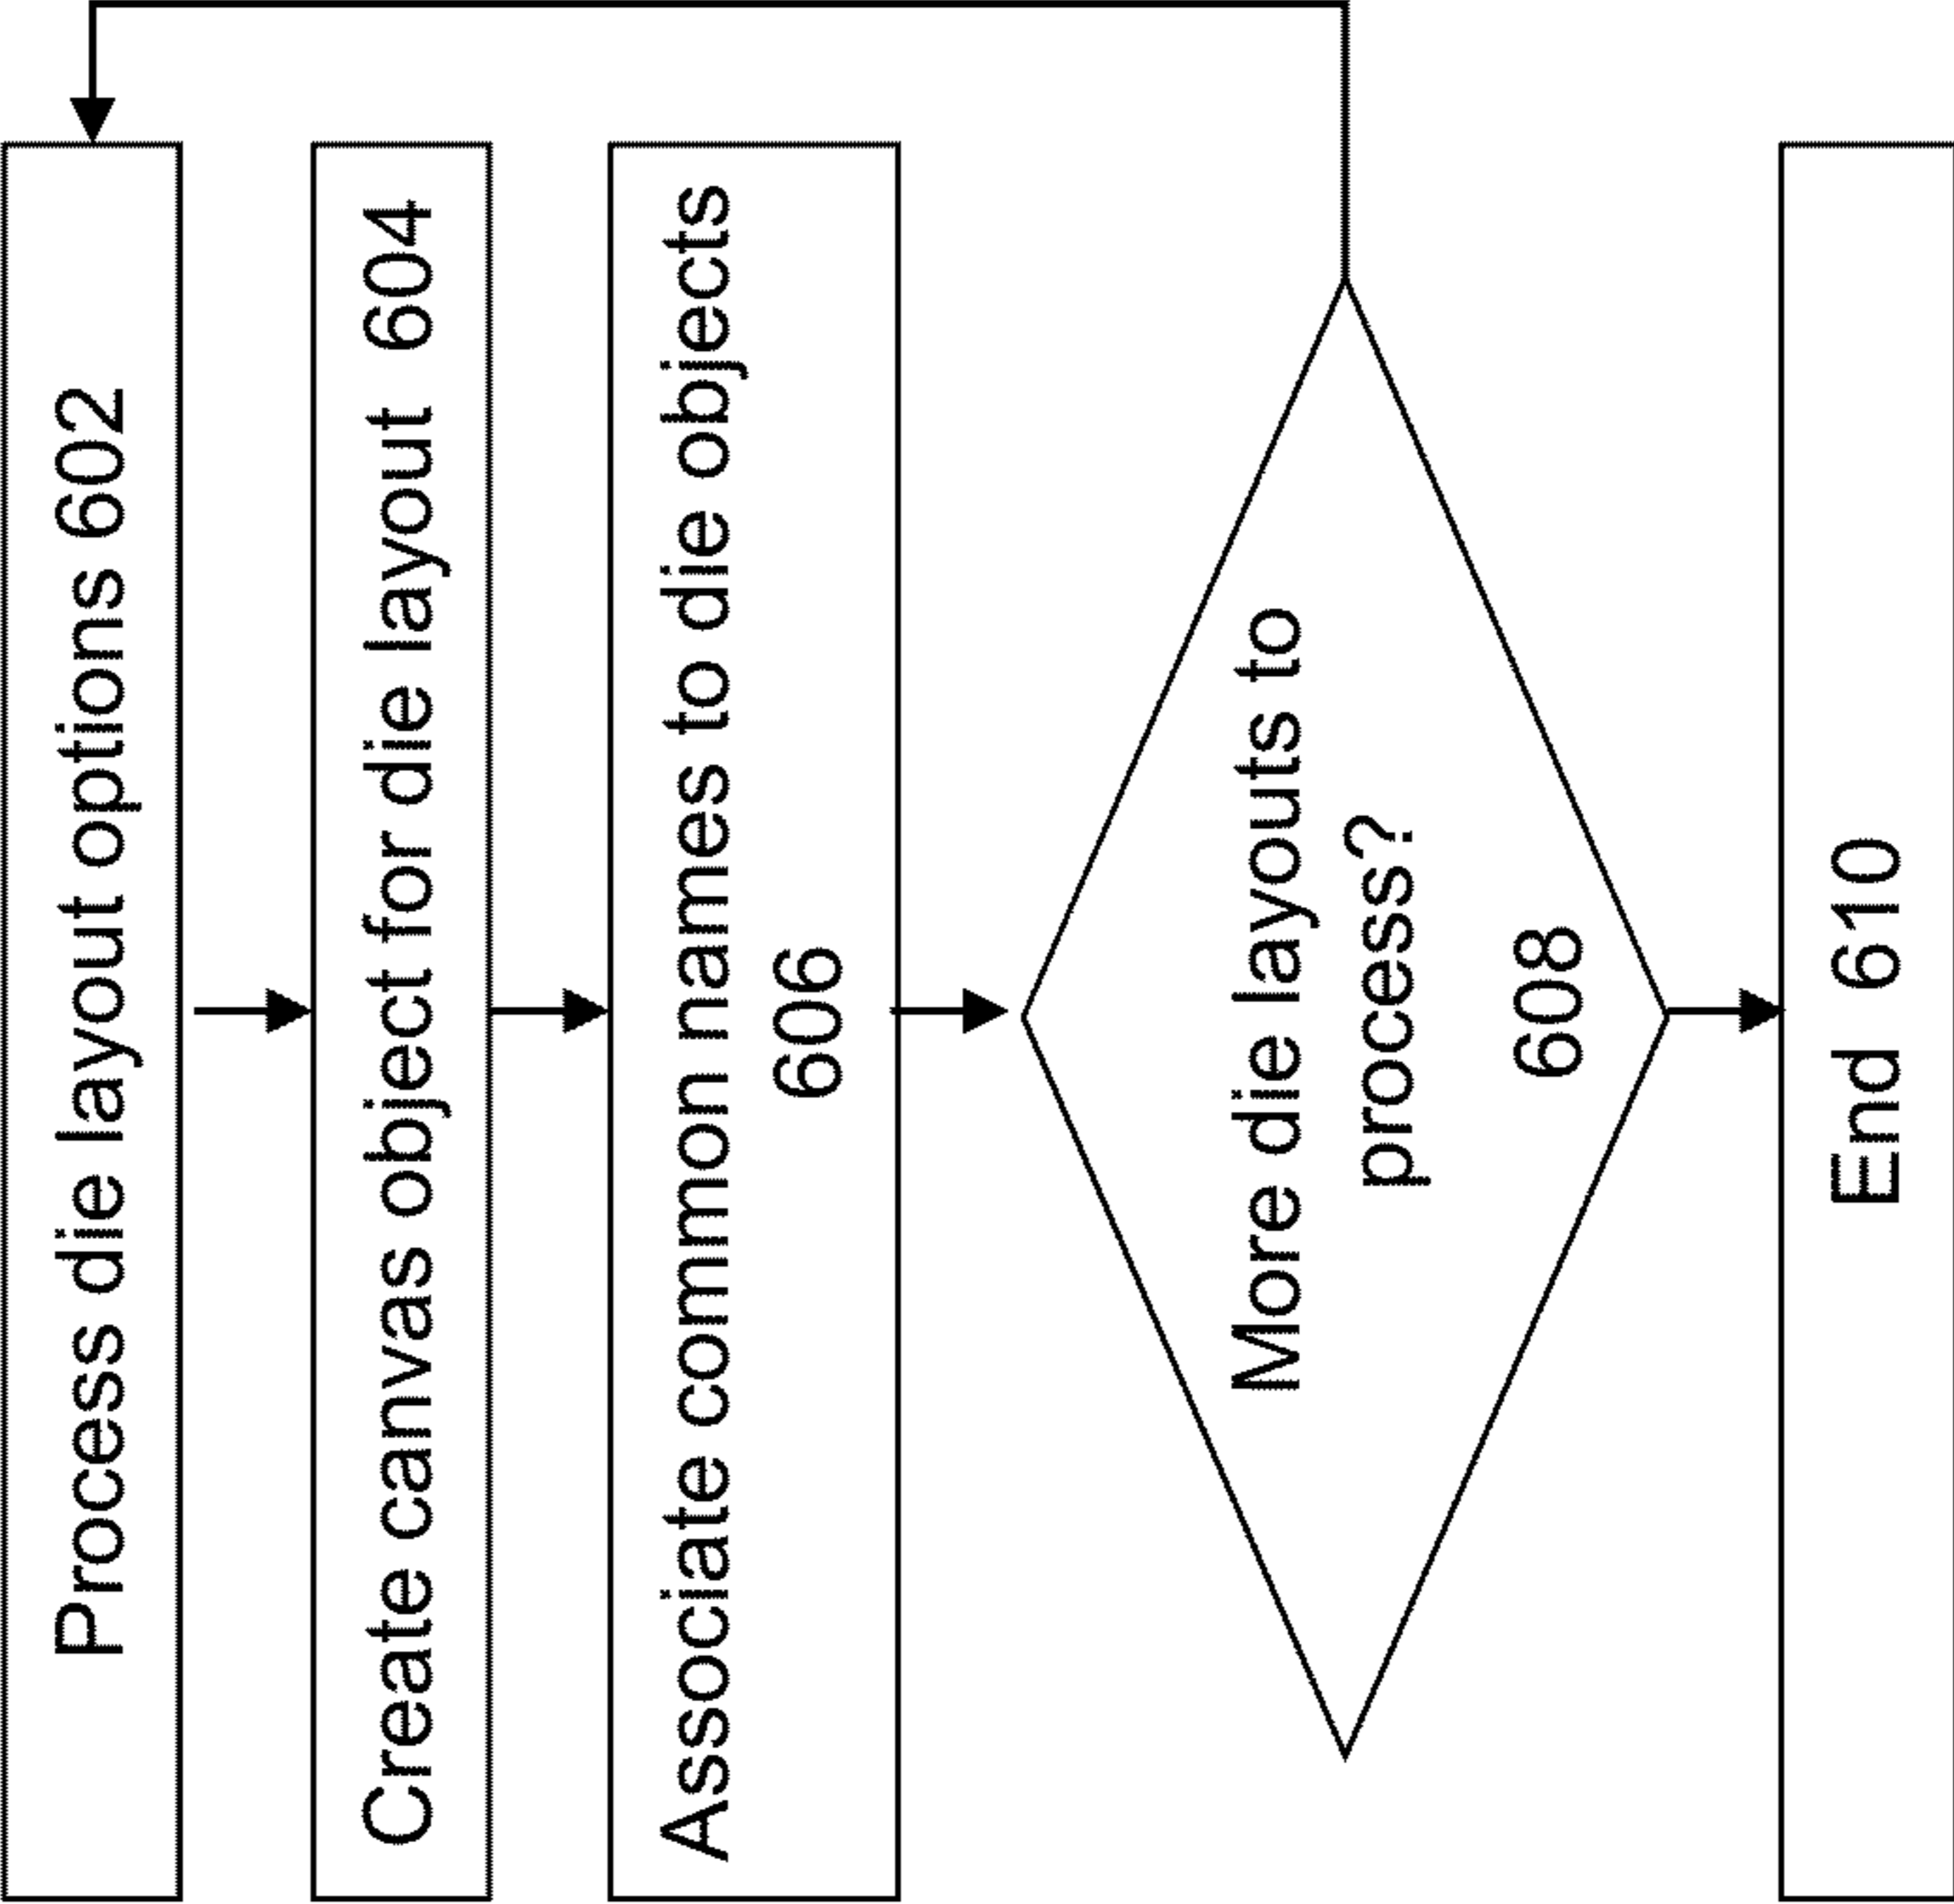 Process die layout options 602
Create canvas object for die layout 604
Associate common names to die objects
606
More die layouts to
process?
608
End 610